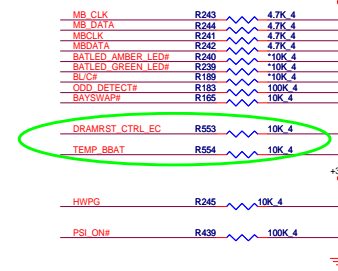 MB_CLK R243 4.7K_4
MB_DATA R244 4.7K_4
MBCLK R241 4.7K_4
MBDATA R242 4.7K_4
BATLED_AMBER_LED# R240 *10K_4
BATLED_GREEN_LED# R239 *10K_4
BL/C# R189 *10K_4
ODD_DETECT# R183 100K_4
BAYSWAP# R165 10K_4
DRAMRST_CTRL_EC R553 10K_4
TEMP_BBAT R554 10K_4
HWPG R245 10K_4
PSI_ON# R439 100K_4